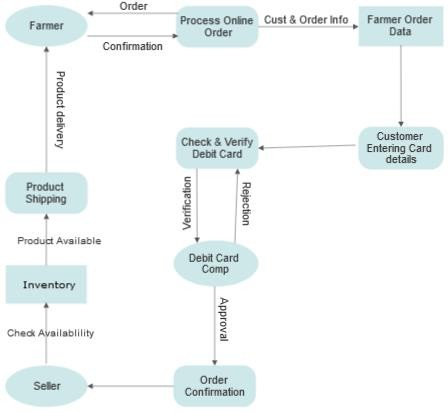 Order
Farmer
Confirmation
Process Online
Order
Cust & Order Info
Farmer Order
Data
Product delivery
Check & Verify
Debit Card
Customer
Entering Card
details
Product
Shipping
Verification
Rejection
Product Available
Debit Card
Comp
Inventory
Approval
Check Availablility
Seller
Order
Confirmation